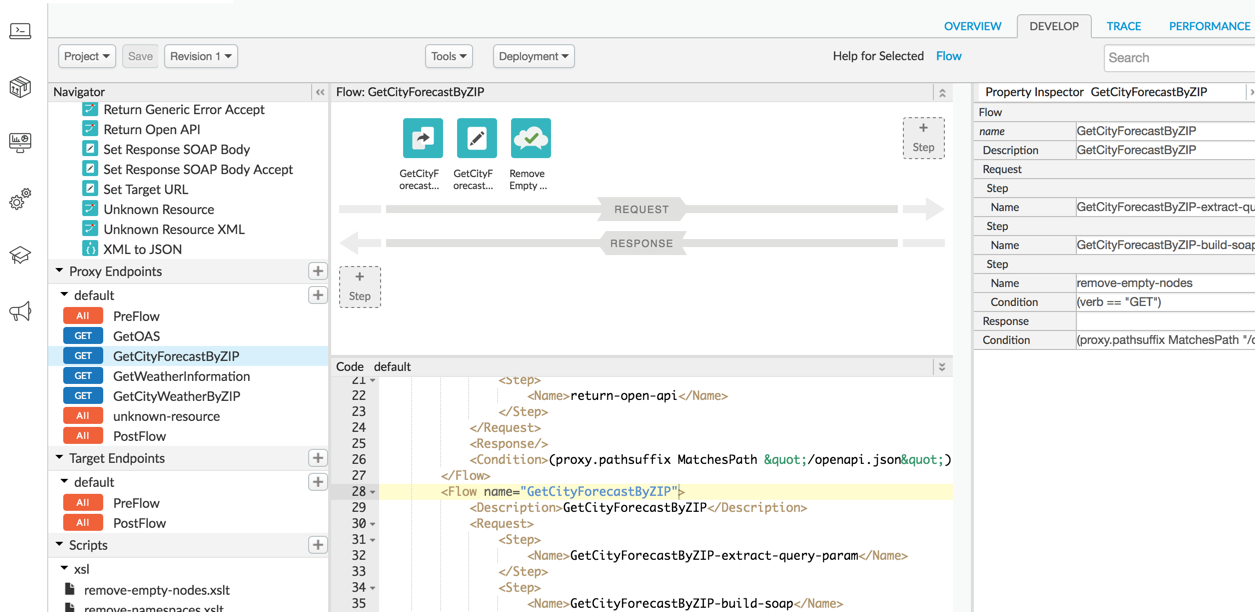 OVERVIEW DEVELOP TRACE PERFORMANCE
Project Save Revision 1 Tools Deployment Help for Selected Flow Search
Navigator
Return Generic Error Accept
Return Open API
Set Response SOAP Body
Set Response SOAP Body Accept
Set Target URL
Unknown Resource
Unknown Resource XML
XML to JSON
Proxy Endpoints
default
All PreFlow
GET GetOAS
GET GetCityForecastByZIP
GET GetWeatherInformation
GET GetCityWeatherByZIP
All unknown-resource
All PostFlow
Target Endpoints
default
All PreFlow
All PostFlow
Scripts
xsl
remove-empty-nodes.xslt
remove-namespaces.xslt
Flow: GetCityForecastByZIP
GetCityF
orecast...
GetCityF
orecast...
Remove
Empty ...
+
Step
REQUEST
RESPONSE
+
Step
Code default
21 <Step>
22 <Name>return-open-api</Name>
23 </Step>
24 </Request>
25 <Response/>
26 <Condition>(proxy.pathsuffix MatchesPath &quot;/openapi.json&quot;)
27 </Flow>
28 <Flow name="GetCityForecastByZIP">
29 <Description>GetCityForecastByZIP</Description>
30 <Request>
31 <Step>
32 <Name>GetCityForecastByZIP-extract-query-param</Name>
33 </Step>
34 <Step>
35 <Name>GetCityForecastByZIP-build-soap</Name>
Property Inspector GetCityForecastByZIP
Flow
name GetCityForecastByZIP
Description GetCityForecastByZIP
Request
Step
Name GetCityForecastByZIP-extract-qu
Step
Name GetCityForecastByZIP-build-soap
Step
Name remove-empty-nodes
Condition (verb == "GET")
Response
Condition (proxy.pathsuffix MatchesPath "/